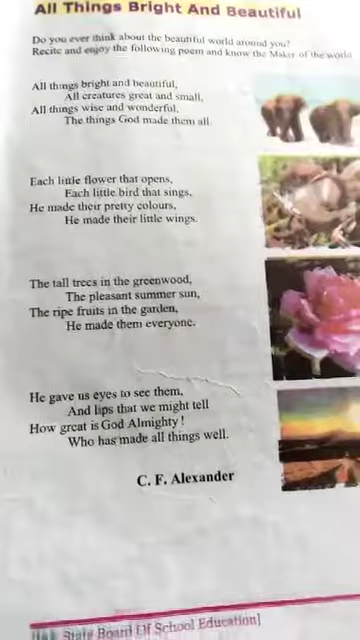 All Things Bright And Beautiful
Do you ever think about the beautiful world around you?
Recite and enjoy the following poem and know the Maker of the world
All things bright and beautiful,
All creatures great and small,
All things wise and wonderful,
The things God made them all.
Each little flower that opens,
Each little bird that sings,
He made their pretty colours,
He made their little wings.
The tall trees in the greenwood,
The pleasant summer sun,
The ripe fruits in the garden,
He made them everyone.
He gave us eyes to see them,
And lips that we might tell
How great is God Almighty!
Who has made all things well.
C. F. Alexander
State Board Of School Education]